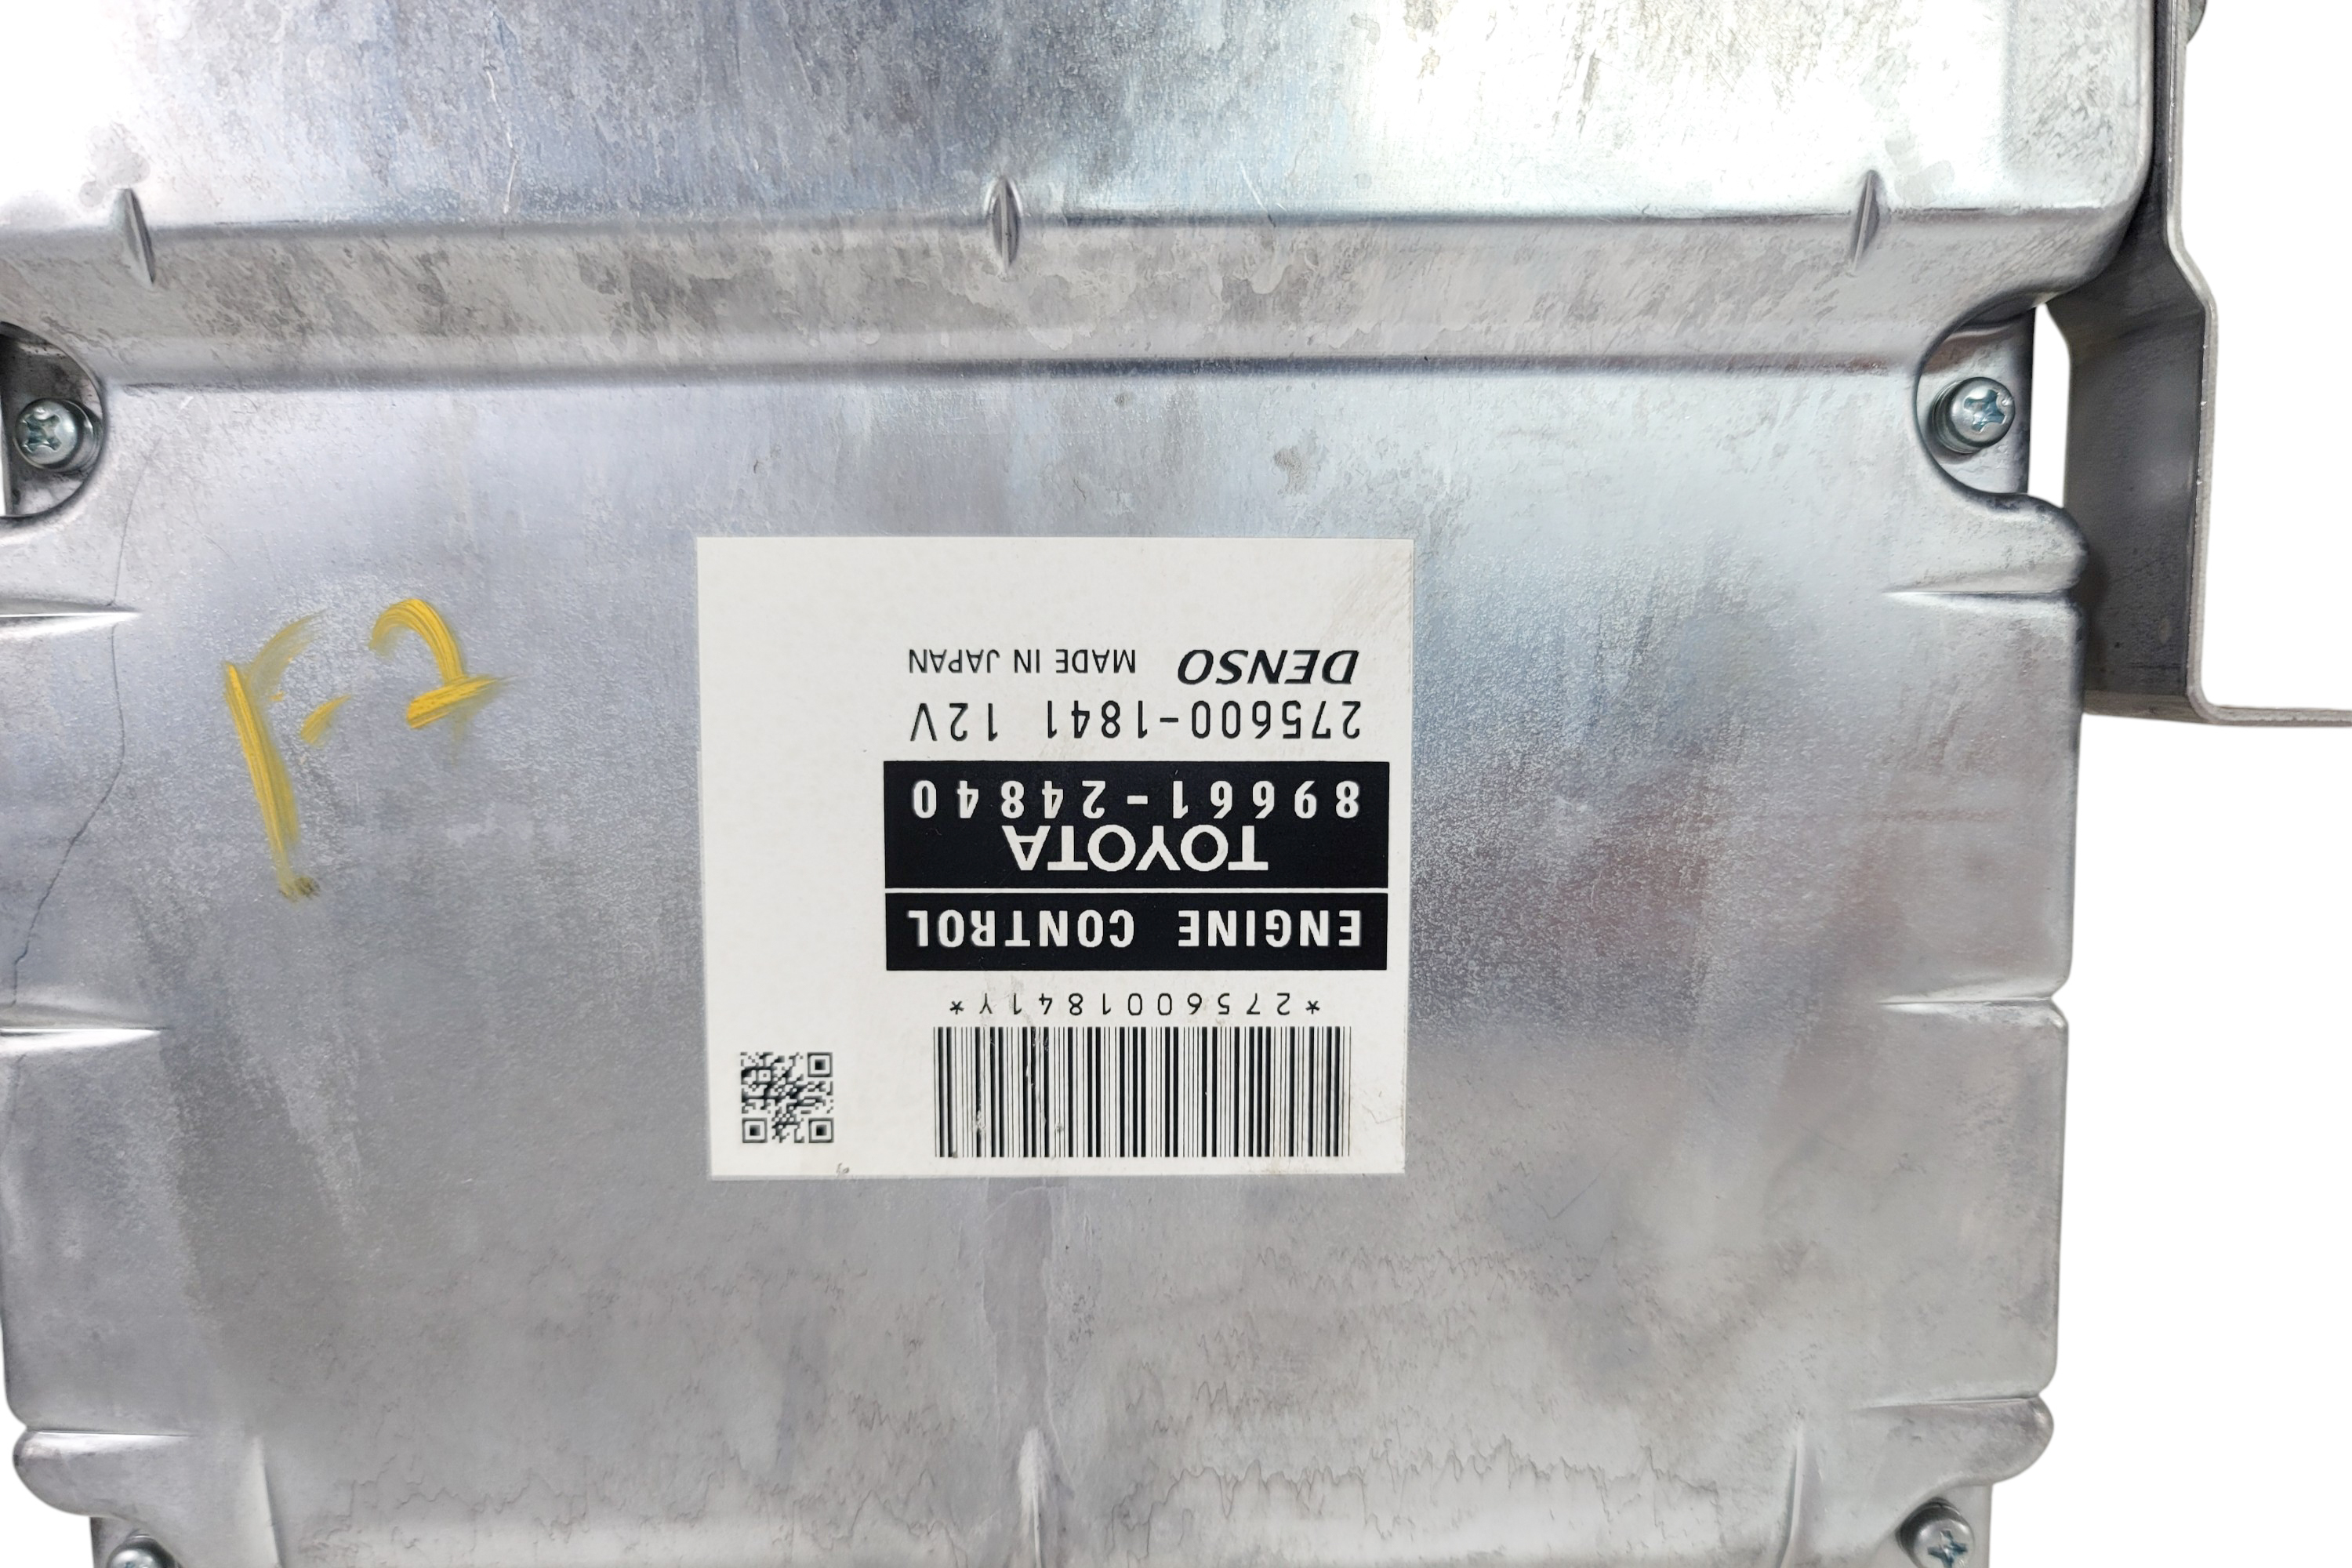 *2756001841Y*
ENGINE CONTROL
TOYOTA
89661-24840
275600-1841 12V
DENSO MADE IN JAPAN